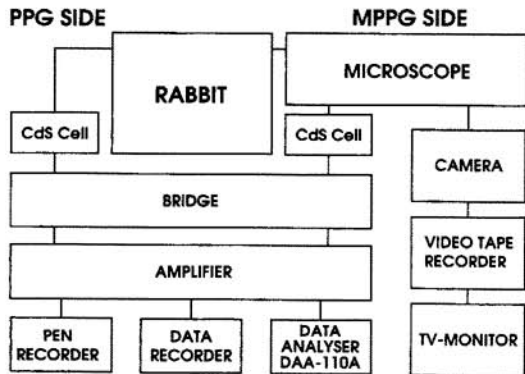 PPG SIDE
MPPG SIDE
RABBIT
MICROSCOPE
CdS Cell
CdS Cell
CAMERA
BRIDGE
VIDEO TAPE
RECORDER
AMPLIFIER
PEN
RECORDER
DATA
RECORDER
DATA
ANALYSER
DAA-110A
TV-MONITOR